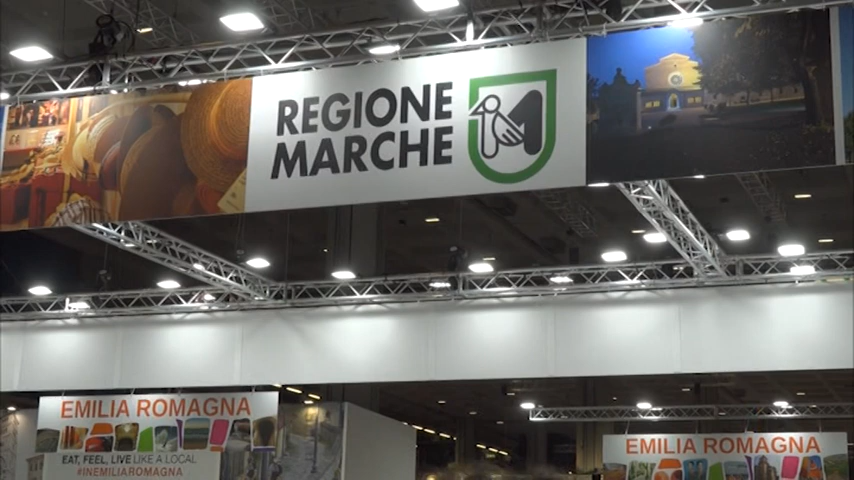 REGIONE
MARCHE
EMILIA ROMAGNA
EAT, FEEL, LIVE LIKE A LOCAL
#INEMILIAROMAGNA
EMILIA ROMAGNA